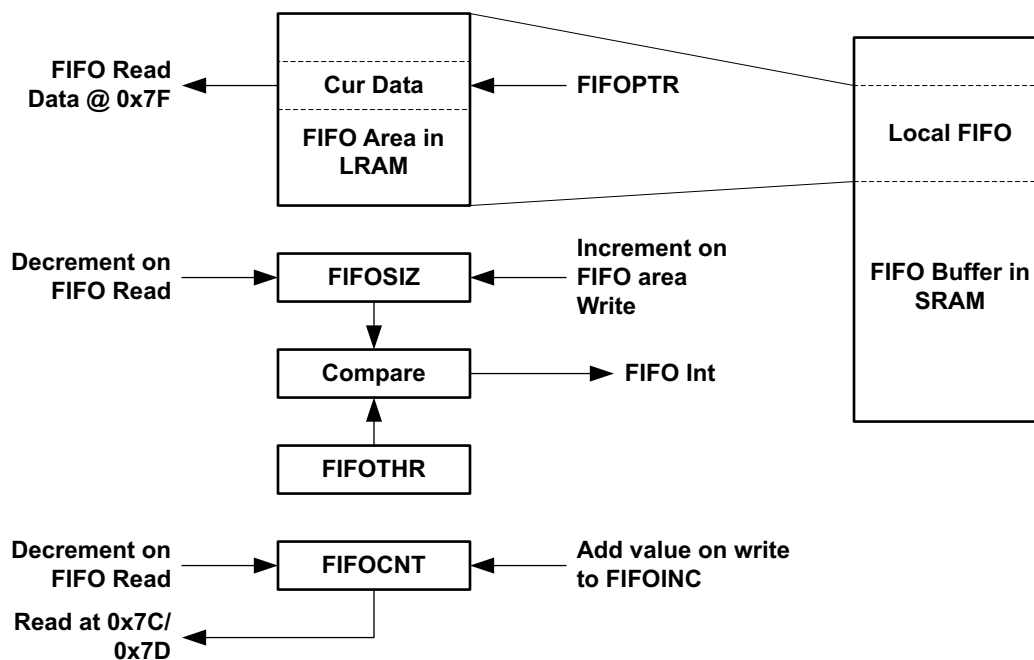 FIFO Read
Data @ 0x7F
Cur Data
FIFOPTR
FIFO Area in
LRAM
Local FIFO
FIFO Buffer in
SRAM
Decrement on
FIFO Read
FIFOSIZ
Increment on
FIFO area
Write
Compare
FIFO Int
FIFOTHR
Decrement on
FIFO Read
FIFOCNT
Add value on write
to FIFOINC
Read at 0x7C/
0x7D